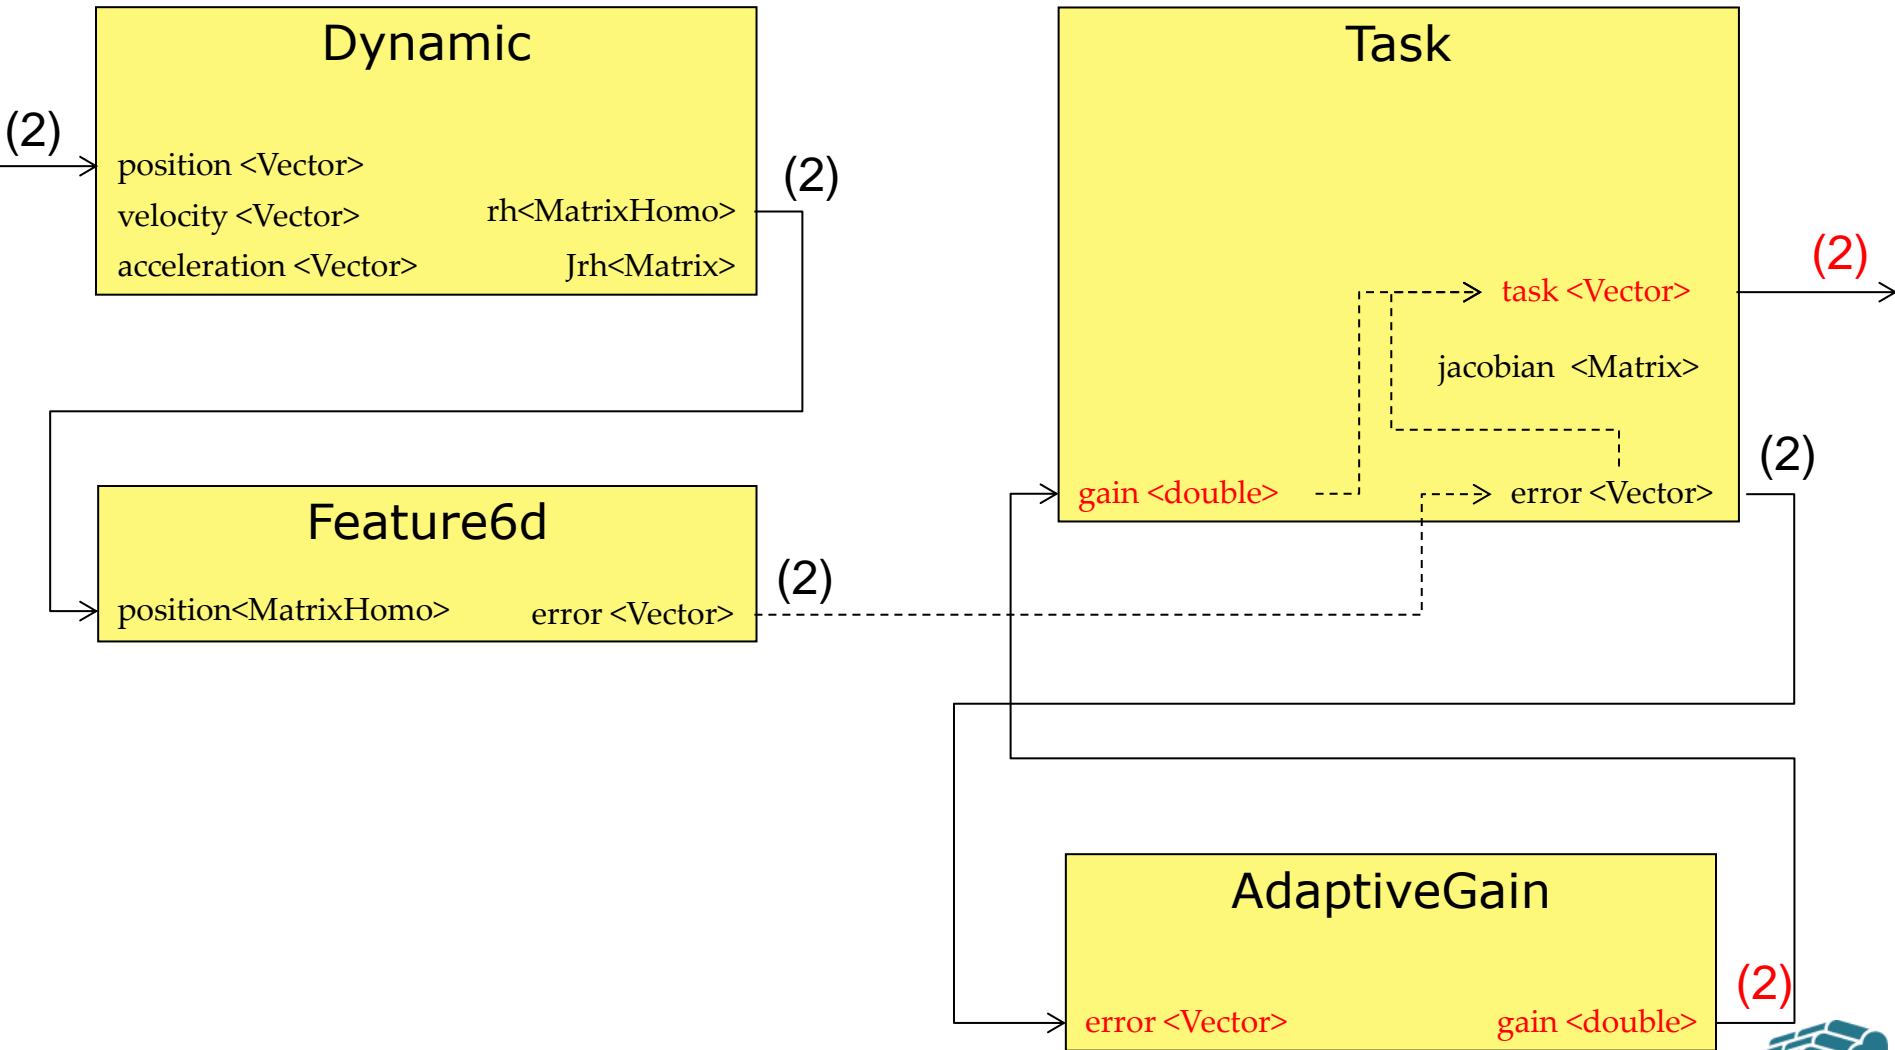 Dynamic
(2)
position <Vector>
velocity <Vector>
acceleration <Vector>
rh<MatrixHomo>
Jrh<Matrix>
(2)
Task
task <Vector>
(2)
jacobian <Matrix>
gain <double>
error <Vector>
(2)
Feature6d
position<MatrixHomo>
error <Vector>
(2)
AdaptiveGain
error <Vector>
gain <double>
(2)